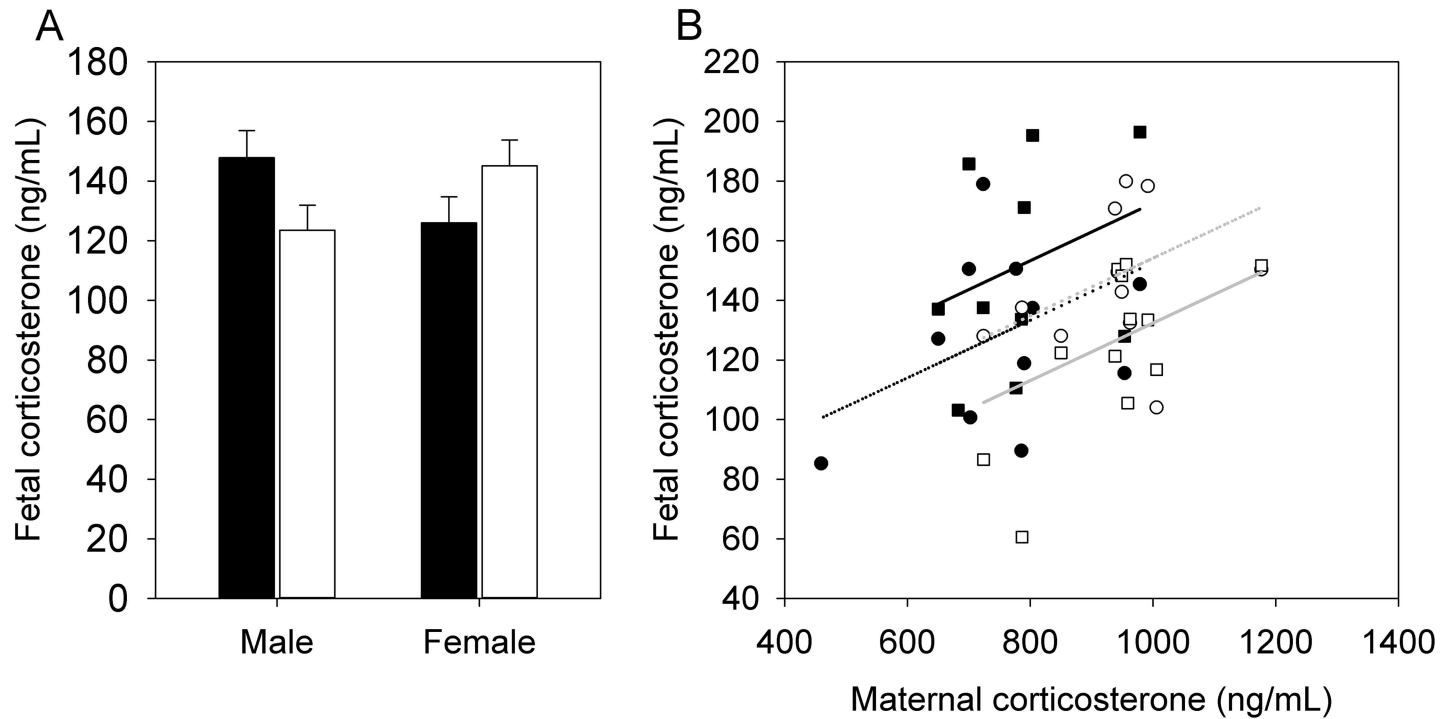 A
Fetal corticosterone (ng/mL)
180
160
140
120
100
80
60
40
20
0
Male Female
B
Fetal corticosterone (ng/mL)
220
200
180
160
140
120
100
80
60
40
400 600 800 1000 1200 1400
Maternal corticosterone (ng/mL)